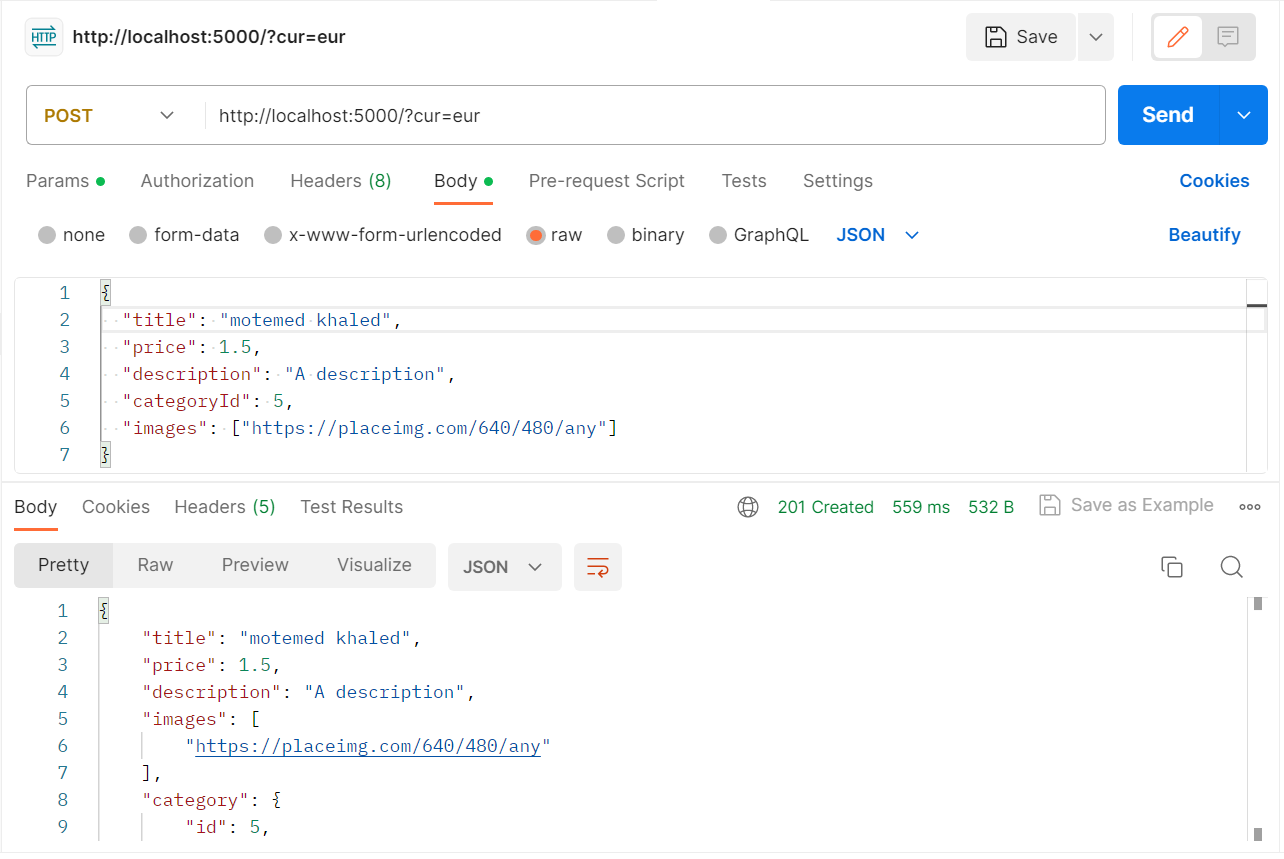 HTTP http://localhost:5000/?cur=eur Save
POST http://localhost:5000/?cur=eur Send
Params Authorization Headers (8) Body Pre-request Script Tests Settings Cookies
none form-data x-www-form-urlencoded raw binary GraphQL JSON Beautify
1 {
2 "title": "motemed khaled",
3 "price": 1.5,
4 "description": "A description",
5 "categoryId": 5,
6 "images": ["https://placeimg.com/640/480/any"]
7 }
Body Cookies Headers (5) Test Results 201 Created 559 ms 532 B Save as Example
Pretty Raw Preview Visualize JSON
1 {
2 "title": "motemed khaled",
3 "price": 1.5,
4 "description": "A description",
5 "images": [
6 "https://placeimg.com/640/480/any"
7 ],
8 "category": {
9 "id": 5,